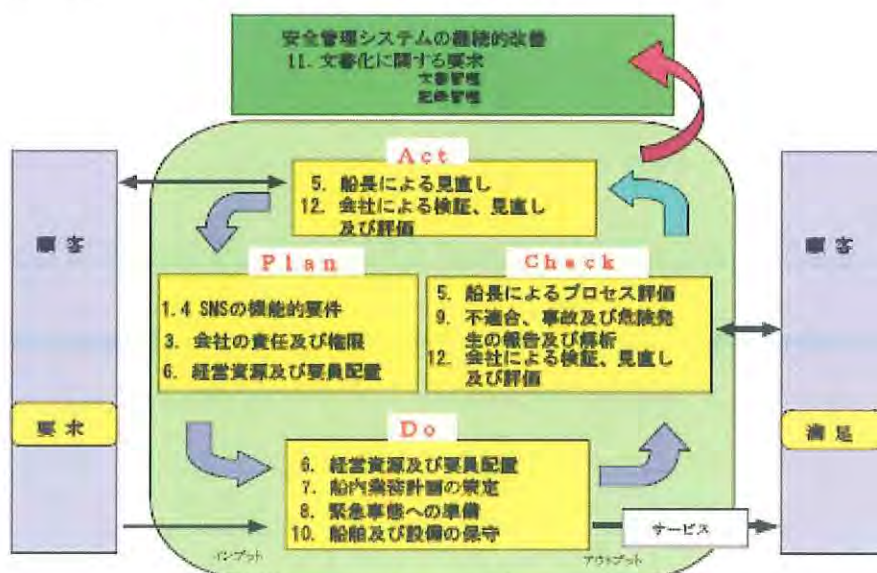 安全管理システムの継続的改善
11. 文書化に関する要求
文書管理
記録管理
Act
5. 船長による見直し
12. 会社による検証、見直し
及び評価
顧客
要求
Plan
1.4 SNSの機能的要件
3. 会社の責任及び権限
6. 経営資源及び要員配置
Check
5. 船長によるプロセス評価
9. 不適合、事故及び危険発
生の報告及び解析
12. 会社による検証、見直し
及び評価
顧客
満足
Do
6. 経営資源及び要員配置
7. 船内業務計画の策定
8. 緊急事態への準備
10. 船舶及び設備の保守
インプット
アウトプット
サービス